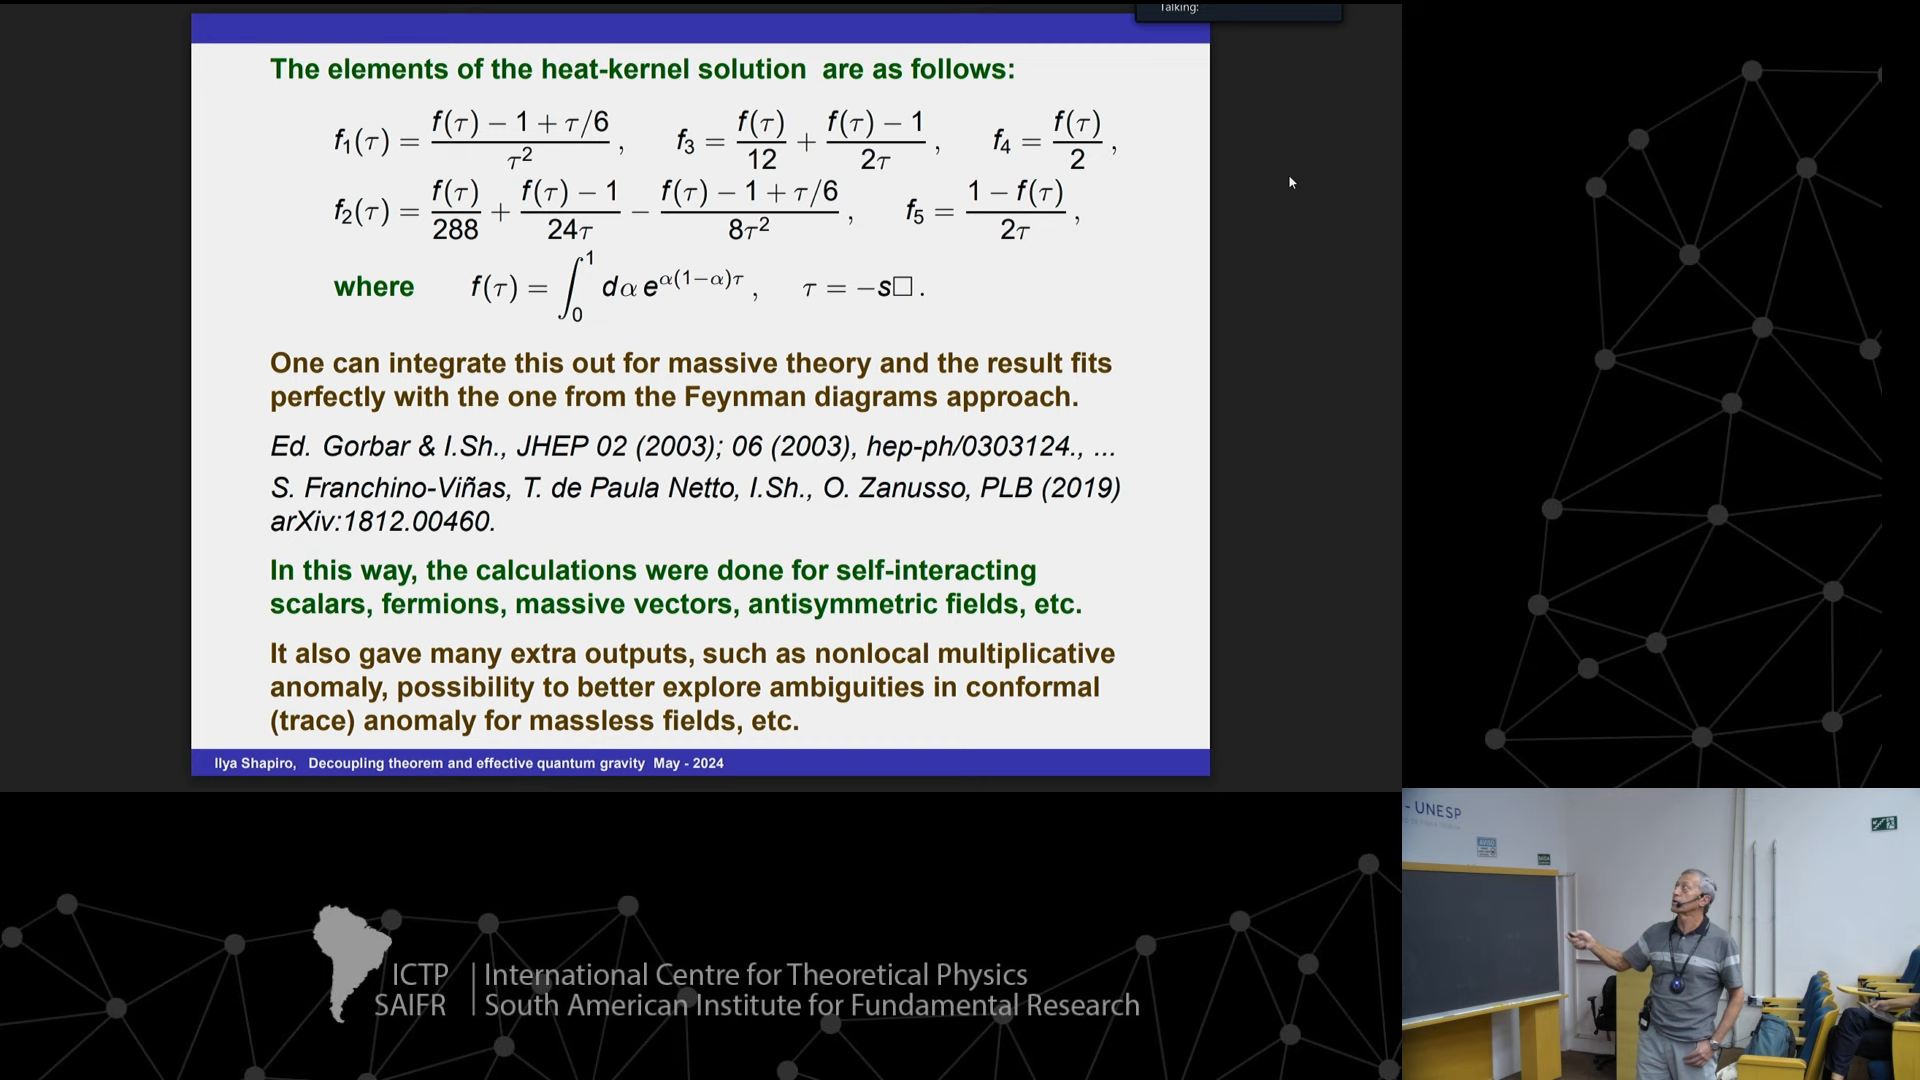 Talking:
The elements of the heat-kernel solution are as follows:
f₁(τ) = (f(τ) − 1 + τ/6) / τ² , f₃ = f(τ)/12 + (f(τ) − 1)/2τ , f₄ = f(τ)/2 ,
f₂(τ) = f(τ)/288 + (f(τ) − 1)/24τ − (f(τ) − 1 + τ/6)/8τ² , f₅ = (1 − f(τ))/2τ ,
where f(τ) = ∫₀¹ dα e^{α(1−α)τ} , τ = −s□ .
One can integrate this out for massive theory and the result fits
perfectly with the one from the Feynman diagrams approach.
Ed. Gorbar & I.Sh., JHEP 02 (2003); 06 (2003), hep-ph/0303124., ...
S. Franchino-Viñas, T. de Paula Netto, I.Sh., O. Zanusso, PLB (2019)
arXiv:1812.00460.
In this way, the calculations were done for self-interacting
scalars, fermions, massive vectors, antisymmetric fields, etc.
It also gave many extra outputs, such as nonlocal multiplicative
anomaly, possibility to better explore ambiguities in conformal
(trace) anomaly for massless fields, etc.
Ilya Shapiro, Decoupling theorem and effective quantum gravity May - 2024
- UNESP
ICTP | International Centre for Theoretical Physics
SAIFR | South American Institute for Fundamental Research